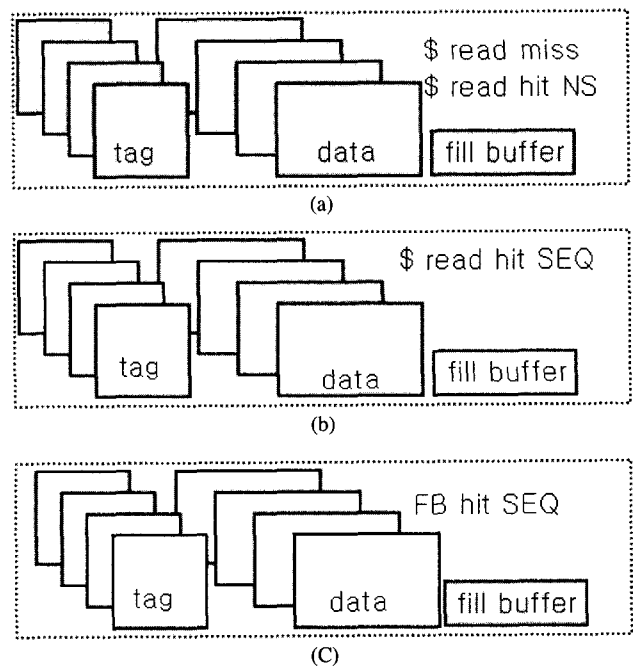 $ read miss
$ read hit NS
tag data fill buffer
(a)
$ read hit SEQ
tag data fill buffer
(b)
FB hit SEQ
tag data fill buffer
(C)